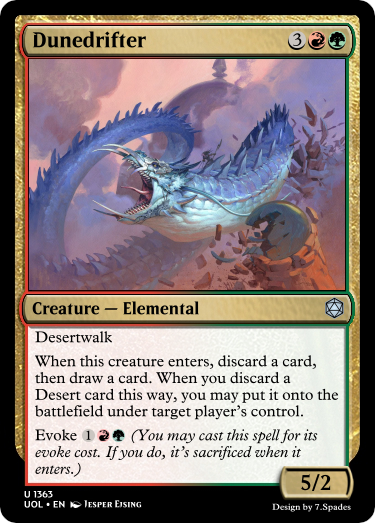 Dunedrifter 3
Creature — Elemental
Desertwalk
When this creature enters, discard a card,
then draw a card. When you discard a
Desert card this way, you may put it onto the
battlefield under target player's control.
Evoke 1 (You may cast this spell for its
evoke cost. If you do, it's sacrificed when it
enters.)
5/2
U 1363
UOL • EN Jesper Eising
Design by 7.Spades